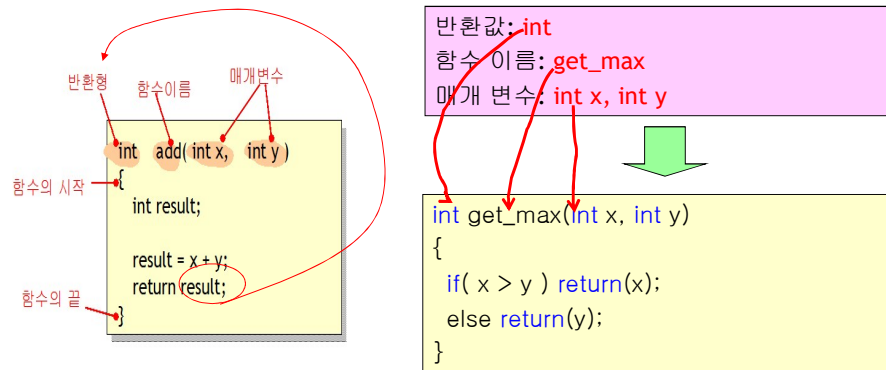 반환형
함수이름
매개변수
int add( int x, int y )
함수의 시작
{
int result;
result = x + y;
return result;
함수의 끝
}
반환값: int
함수 이름: get_max
매개 변수: int x, int y
int get_max(int x, int y)
{
if( x > y ) return(x);
else return(y);
}